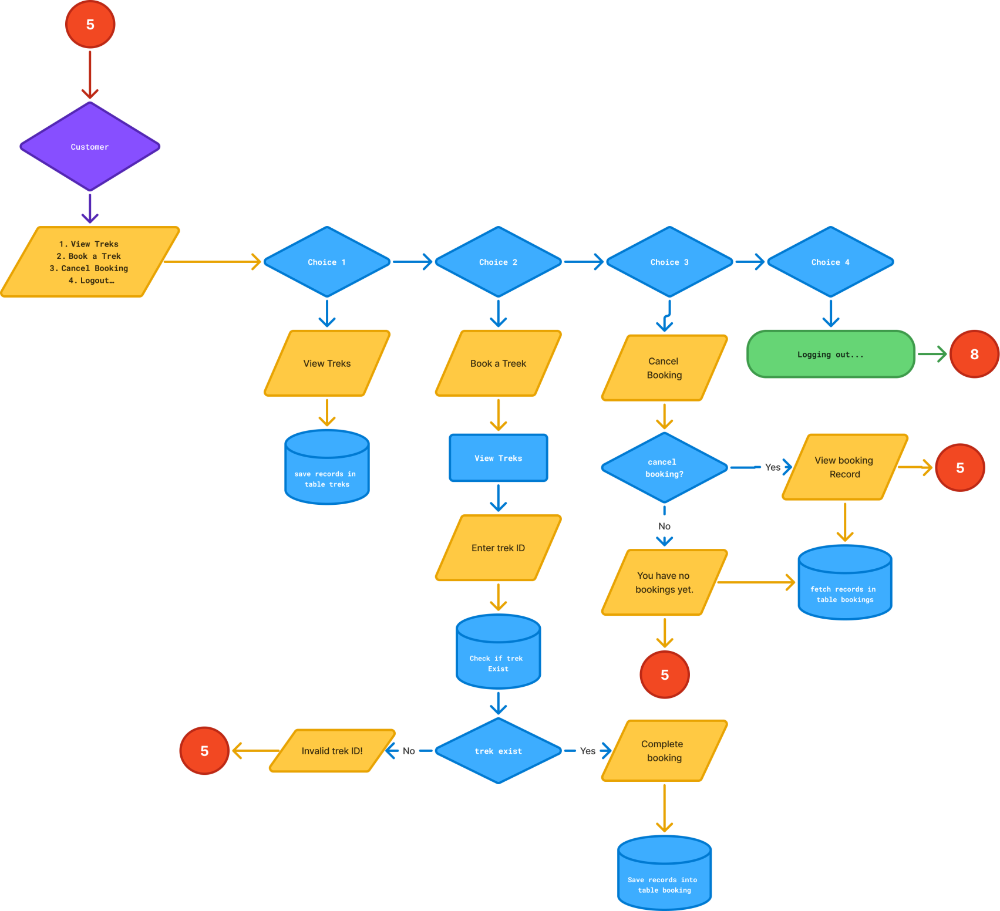 5
Customer
1. View Treks
2. Book a Trek
3. Cancel Booking
4. Logout…
Choice 1
Choice 2
Choice 3
Choice 4
View Treks
Book a Treek
Cancel
Booking
Logging out...
8
save records in
table treks
View Treks
cancel
booking?
Yes
View booking
Record
5
No
Enter trek ID
You have no
bookings yet.
fetch records in
table bookings
Check if trek
Exist
5
5
Invalid trek ID!
No
trek exist
Yes
Complete
booking
Save records into
table booking